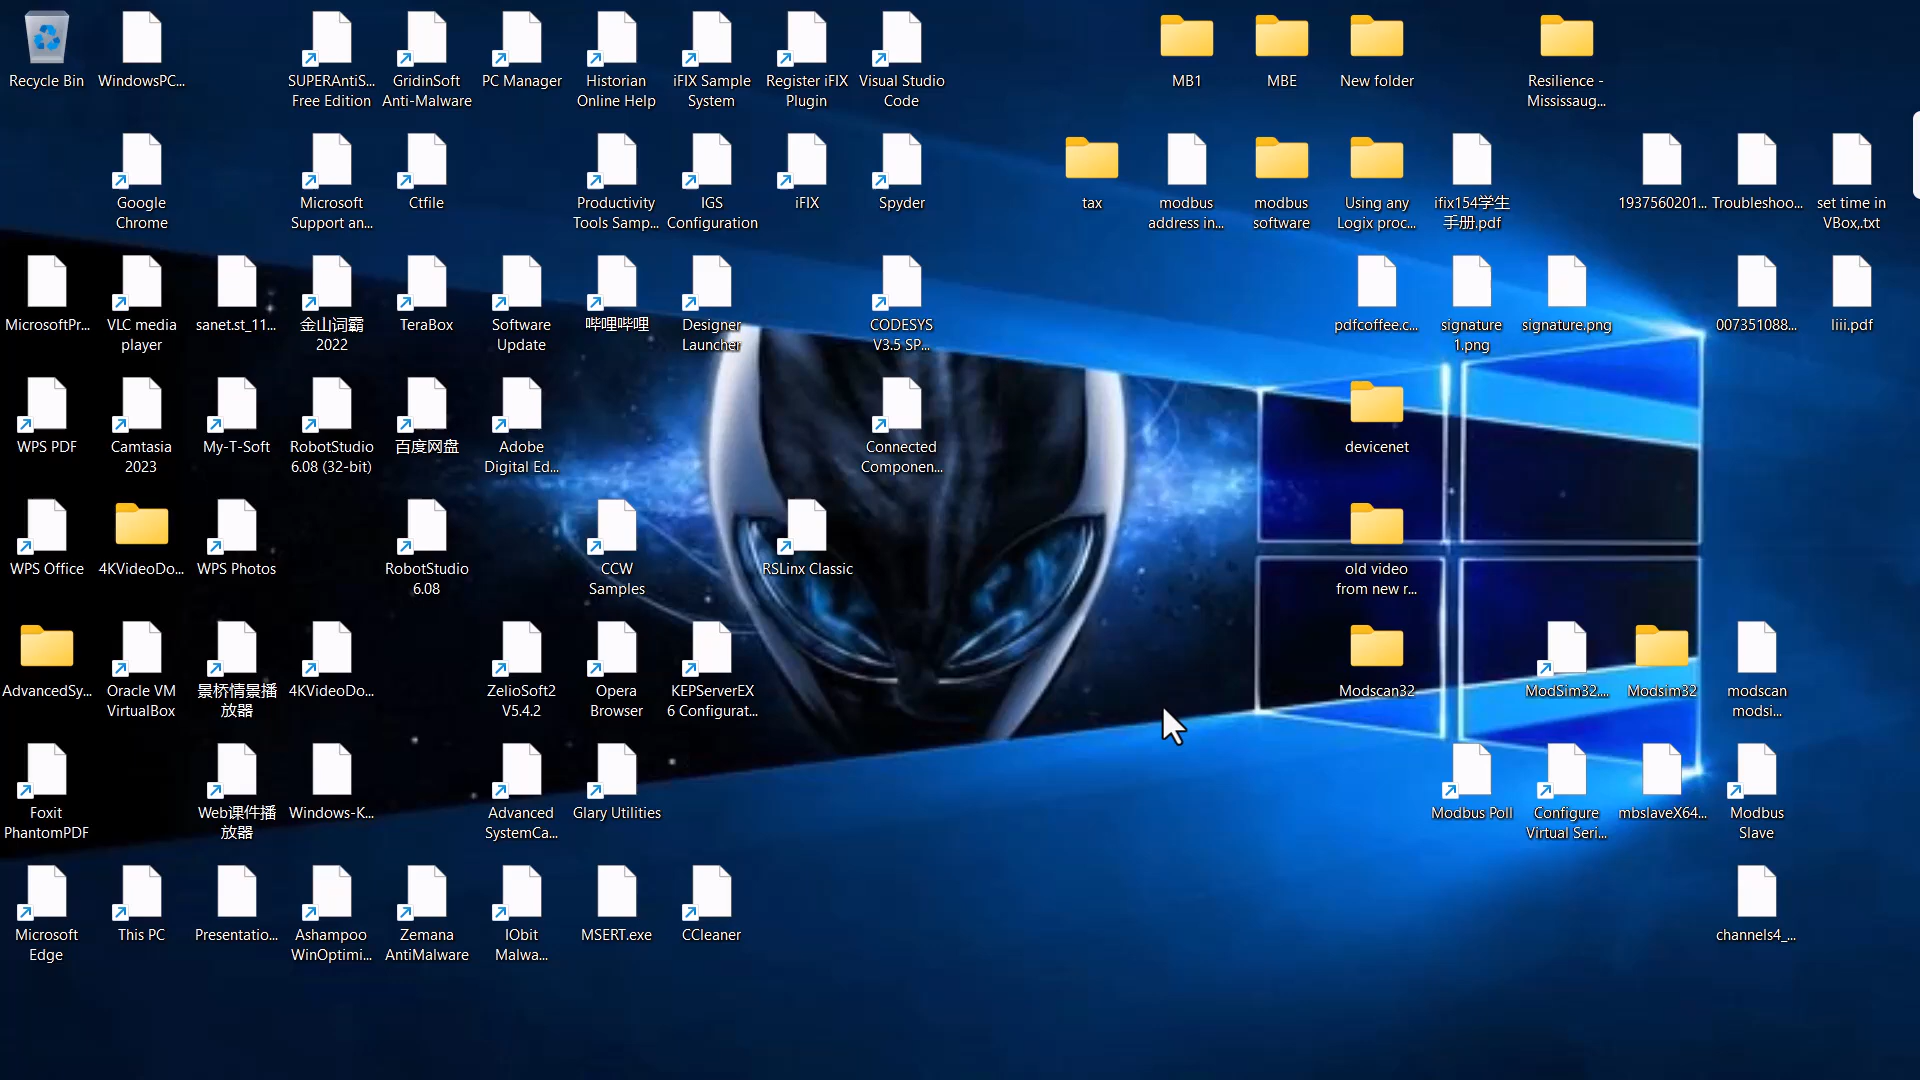 Recycle Bin
WindowsPC...
SUPERAntiS...
Free Edition
GridinSoft
Anti-Malware
PC Manager
Historian
Online Help
iFIX Sample
System
Register iFIX
Plugin
Visual Studio
Code
MB1
MBE
New folder
Resilience -
Mississaug...
Google
Chrome
Microsoft
Support an...
Ctfile
Productivity
Tools Samp...
IGS
Configuration
iFIX
Spyder
tax
modbus
address in...
modbus
software
Using any
Logix proc...
ifix154学生
手册.pdf
1937560201...
Troubleshoo...
set time in
VBox,.txt
MicrosoftPr...
VLC media
player
sanet.st_11...
金山词霸
2022
TeraBox
Software
Update
哔哩哔哩
Designer
Launcher
CODESYS
V3.5 SP...
pdfcoffee.c...
signature
1.png
signature.png
007351088...
liii.pdf
WPS PDF
Camtasia
2023
My-T-Soft
RobotStudio
6.08 (32-bit)
百度网盘
Adobe
Digital Ed...
Connected
Componen...
devicenet
WPS Office
4KVideoDo...
WPS Photos
RobotStudio
6.08
CCW
Samples
RSLinx Classic
old video
from new r...
AdvancedSy...
Oracle VM
VirtualBox
景桥情景播
放器
4KVideoDo...
ZelioSoft2
V5.4.2
Opera
Browser
KEPServerEX
6 Configurat...
Modscan32
ModSim32....
Modsim32
modscan
modsi...
Foxit
PhantomPDF
Web课件播
放器
Windows-K...
Advanced
SystemCa...
Glary Utilities
Modbus Poll
Configure
Virtual Seri...
mbslaveX64...
Modbus
Slave
Microsoft
Edge
This PC
Presentatio...
Ashampoo
WinOptimi...
Zemana
AntiMalware
IObit
Malwa...
MSERT.exe
CCleaner
channels4_...